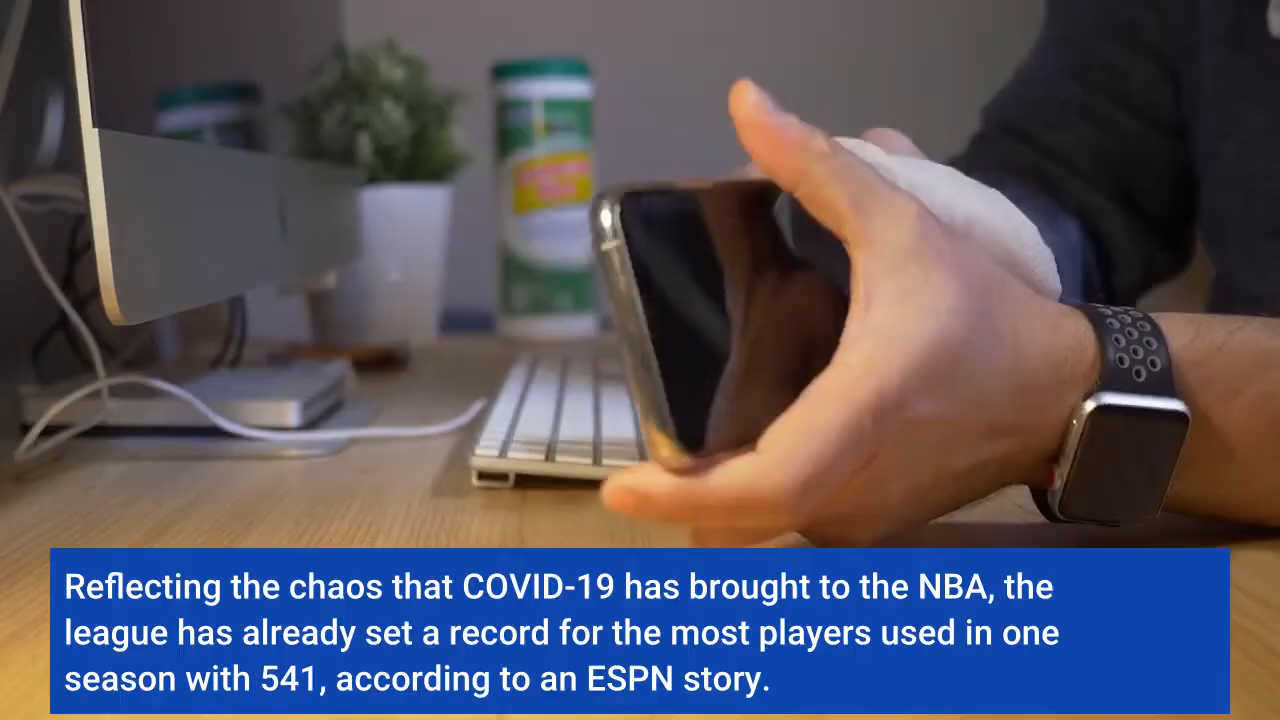 Reflecting the chaos that COVID-19 has brought to the NBA, the
league has already set a record for the most players used in one
season with 541, according to an ESPN story.